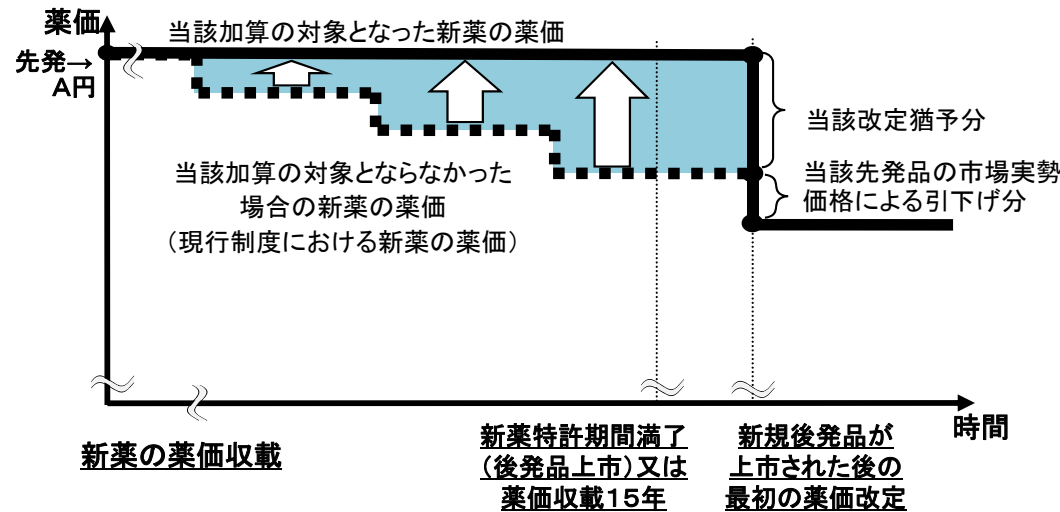 薬価
当該加算の対象となった新薬の薬価
先発→
A円
当該改定猶予分
当該加算の対象とならなかった
場合の新薬の薬価
（現行制度における新薬の薬価）
当該先発品の市場実勢
価格による引下げ分
時間
新薬の薬価収載
新薬特許期間満了
（後発品上市）又は
薬価収載15年
新規後発品が
上市された後の
最初の薬価改定